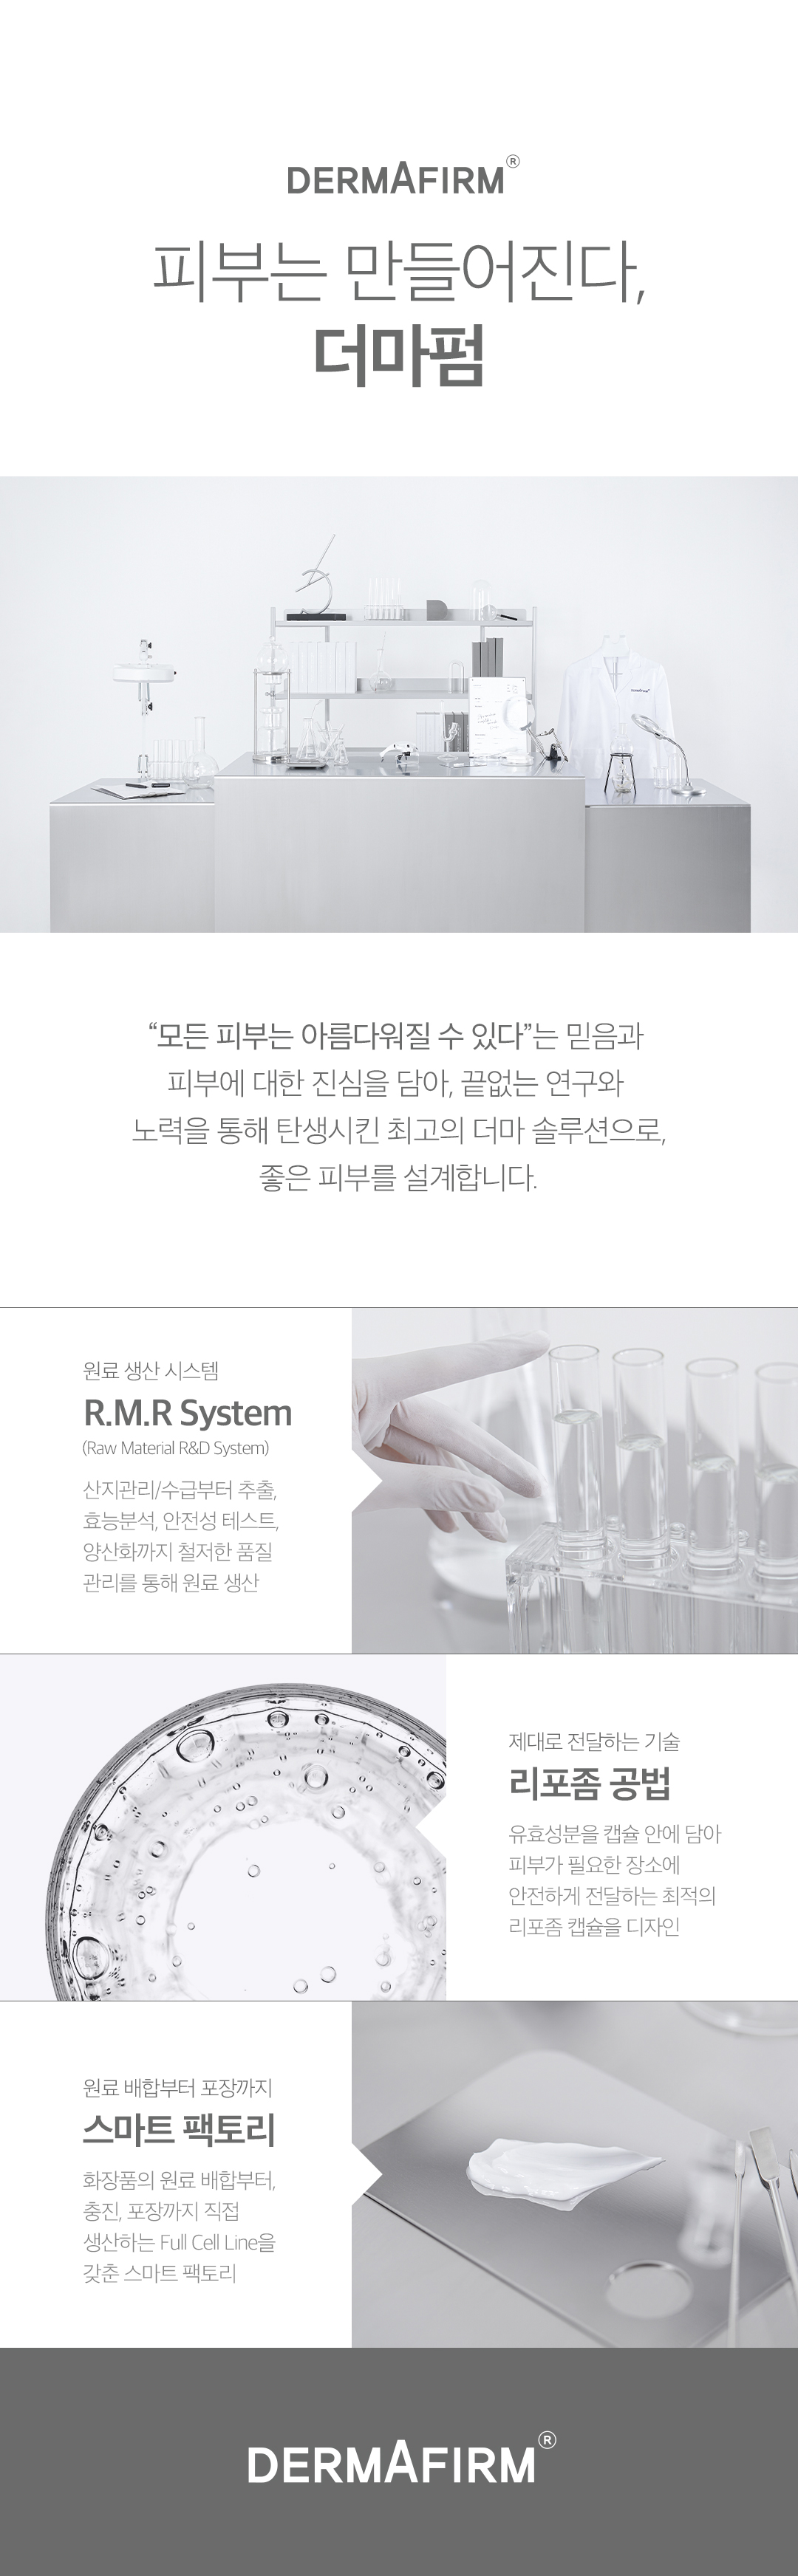 DERMAFIRM®
피부는 만들어진다,
더마펌
“모든 피부는 아름다워질 수 있다”는 믿음과
피부에 대한 진심을 담아, 끝없는 연구와
노력을 통해 탄생시킨 최고의 더마 솔루션으로,
좋은 피부를 설계합니다.
원료 생산 시스템
R.M.R System
(Raw Material R&D System)
산지관리/수급부터 추출,
효능분석, 안전성 테스트,
양산화까지 철저한 품질
관리를 통해 원료 생산
제대로 전달하는 기술
리포좀 공법
유효성분을 캡슐 안에 담아
피부가 필요한 장소에
안전하게 전달하는 최적의
리포좀 캡슐을 디자인
원료 배합부터 포장까지
스마트 팩토리
화장품의 원료 배합부터,
충진, 포장까지 직접
생산하는 Full Cell Line을
갖춘 스마트 팩토리
DERMAFIRM®